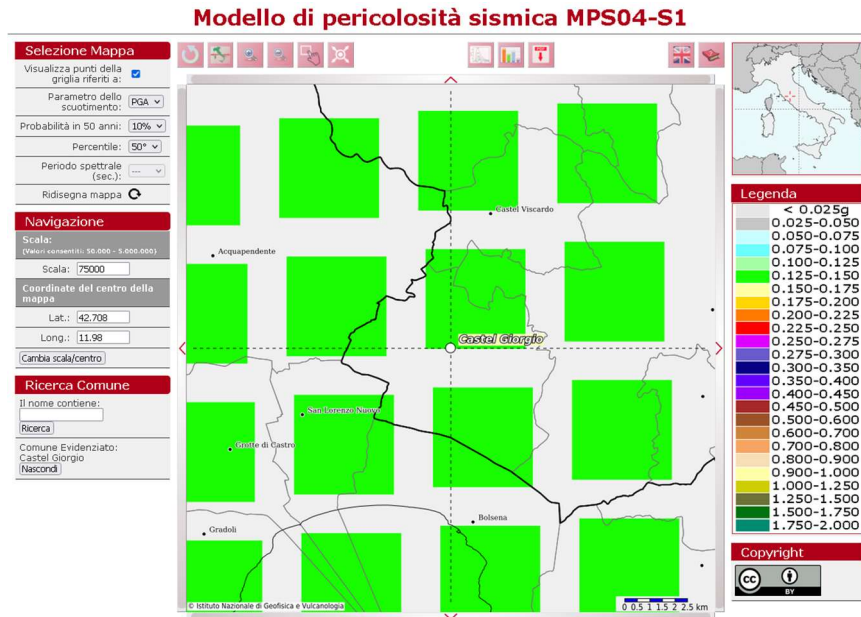 Modello di pericolosità sismica MPS04-S1
Selezione Mappa
Visualizza punti della
griglia riferiti a:
Parametro dello
scuotimento: PGA
Probabilità in 50 anni: 10%
Percentile: 50°
Periodo spettrale
(sec.): ---
Ridisegna mappa
Navigazione
Scala:
(Valori consentiti: 50.000 - 5.000.000)
Scala: 75000
Coordinate del centro della
mappa
Lat.: 42.708
Long.: 11.98
Cambia scala/centro
Ricerca Comune
Il nome contiene:
Ricerca
Comune Evidenziato:
Castel Giorgio
Nascondi
Castel Viscardo
Acquapendente
Castel Giorgio
San Lorenzo Nuovo
Grotte di Castro
Bolsena
Gradoli
© Istituto Nazionale di Geofisica e Vulcanologia
0 0.5 1 1.5 2 2.5 km
Legenda
< 0.025g
0.025-0.050
0.050-0.075
0.075-0.100
0.100-0.125
0.125-0.150
0.150-0.175
0.175-0.200
0.200-0.225
0.225-0.250
0.250-0.275
0.275-0.300
0.300-0.350
0.350-0.400
0.400-0.450
0.450-0.500
0.500-0.600
0.600-0.700
0.700-0.800
0.800-0.900
0.900-1.000
1.000-1.250
1.250-1.500
1.500-1.750
1.750-2.000
Copyright
cc
BY